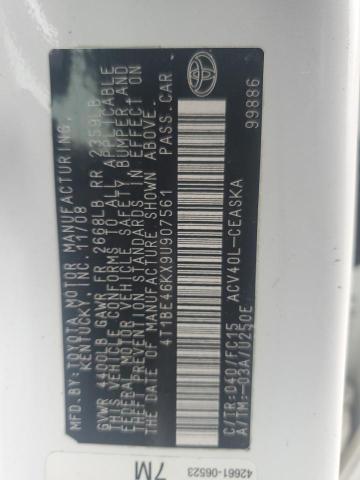 MFD.BY:TOYOTA MOTOR MANUFACTURING,
KENTUCKY, INC. 11/08
GVWR 4400LB GAWR FR 2668LB RR 2359LB
THIS VEHICLE CONFORMS TO ALL APPLICABLE
FEDERAL MOTOR VEHICLE SAFETY, BUMPER, AND
THEFT PREVENTION STANDARDS IN EFFECT ON
THE DATE OF MANUFACTURE SHOWN ABOVE.
4T1BE46KX9U907561 PASS.CAR
C/TR:040/FC15 ACV40L-CEASKA
A/TM:-03A/U250E
99886
TOYOTA
42661-06523
7M